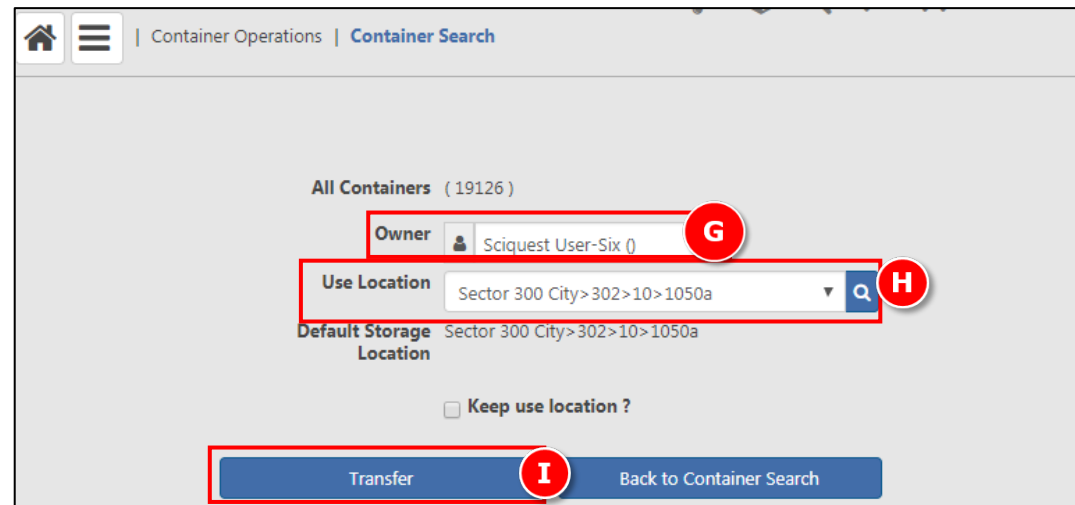 | Container Operations | Container Search
All Containers ( 19126 )
Owner Sciquest User-Six () G
Use Location Sector 300 City>302>10>1050a H
Default Storage Location Sector 300 City>302>10>1050a
Keep use location ?
Transfer I Back to Container Search